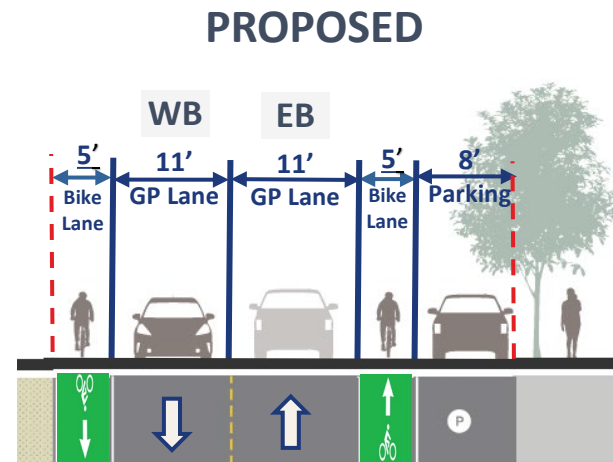 PROPOSED
WB
EB
5’
11’
11’
5’
8’
Bike
Lane
GP Lane
GP Lane
Bike
Lane
Parking
P